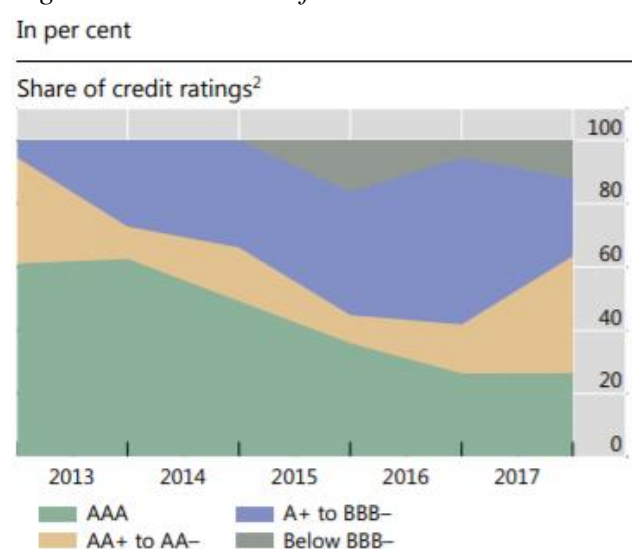 In per cent
Share of credit ratings2
100
80
60
40
20
0
2013 2014 2015 2016 2017
AAA A+ to BBB–
AA+ to AA– Below BBB–